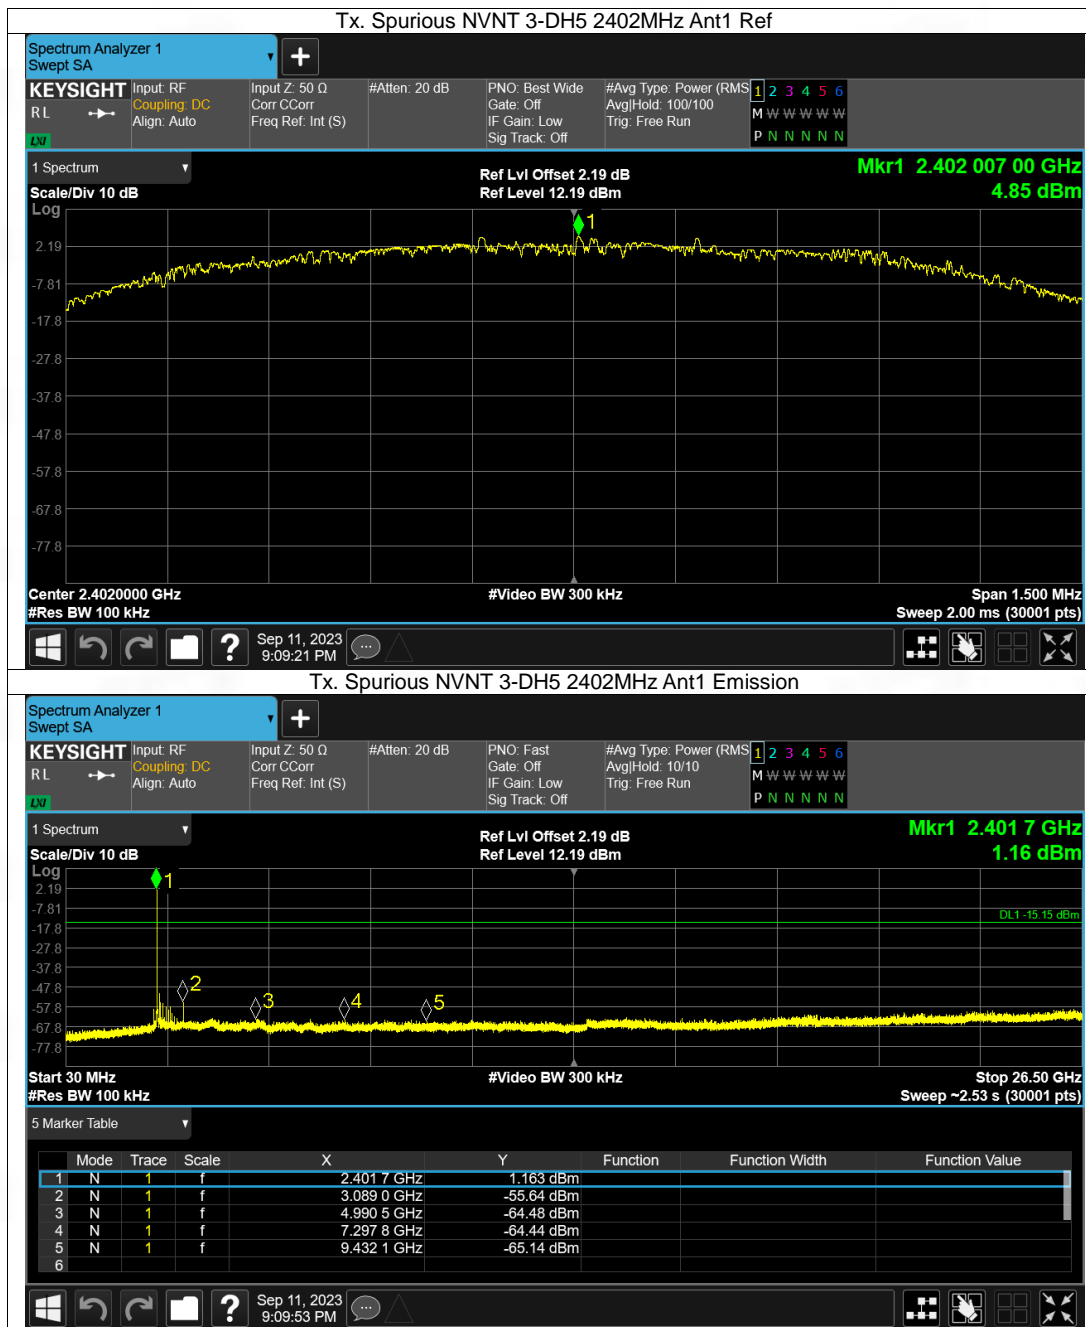 Tx. Spurious NVNT 3-DH5 2402MHz Ant1 Ref
Spectrum Analyzer 1
Swept SA
+
KEYSIGHT Input: RF Input Z: 50 Ω #Atten: 20 dB PNO: Best Wide #Avg Type: Power (RMS 1 2 3 4 5 6
R L Coupling: DC Corr CCorr Gate: Off Avg|Hold: 100/100 M W W W W W
Align: Auto Freq Ref: Int (S) IF Gain: Low Trig: Free Run
LXI Sig Track: Off P N N N N N
1 Spectrum Ref Lvl Offset 2.19 dB Mkr1 2.402 007 00 GHz
Scale/Div 10 dB Ref Level 12.19 dBm 4.85 dBm
Log
1
2.19
-7.81
-17.8
-27.8
-37.8
-47.8
-57.8
-67.8
-77.8
Center 2.4020000 GHz #Video BW 300 kHz Span 1.500 MHz
#Res BW 100 kHz Sweep 2.00 ms (30001 pts)
? Sep 11, 2023
9:09:21 PM
Tx. Spurious NVNT 3-DH5 2402MHz Ant1 Emission
Spectrum Analyzer 1
Swept SA
+
KEYSIGHT Input: RF Input Z: 50 Ω #Atten: 20 dB PNO: Fast #Avg Type: Power (RMS 1 2 3 4 5 6
R L Coupling: DC Corr CCorr Gate: Off Avg|Hold: 10/10 M W W W W W
Align: Auto Freq Ref: Int (S) IF Gain: Low Trig: Free Run
LXI Sig Track: Off P N N N N N
1 Spectrum Ref Lvl Offset 2.19 dB Mkr1 2.401 7 GHz
Scale/Div 10 dB Ref Level 12.19 dBm 1.16 dBm
Log
1
2.19
-7.81
DL1 -15.15 dBm
-17.8
-27.8
-37.8
-47.8
2
-57.8
3 4 5
-67.8
-77.8
Start 30 MHz #Video BW 300 kHz Stop 26.50 GHz
#Res BW 100 kHz Sweep ~2.53 s (30001 pts)
5 Marker Table
Mode Trace Scale X Y Function Function Width Function Value
1 N 1 f 2.401 7 GHz 1.163 dBm
2 N 1 f 3.089 0 GHz -55.64 dBm
3 N 1 f 4.990 5 GHz -64.48 dBm
4 N 1 f 7.297 8 GHz -64.44 dBm
5 N 1 f 9.432 1 GHz -65.14 dBm
6
? Sep 11, 2023
9:09:53 PM